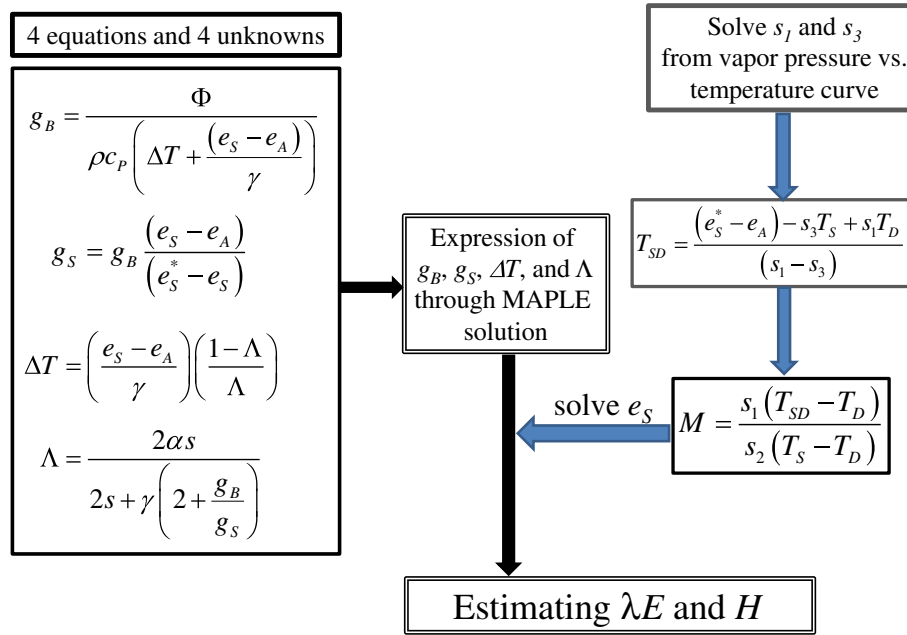 4 equations and 4 unknowns
g_B = Φ / (ρc_P (ΔT + (e_S − e_A) / γ))
g_S = g_B (e_S − e_A) / (e_S^* − e_S)
ΔT = ((e_S − e_A) / γ) ((1 − Λ) / Λ)
Λ = 2αs / (2s + γ (2 + g_B / g_S))
Expression of
g_B, g_S, ΔT, and Λ
through MAPLE
solution
Solve s_1 and s_3
from vapor pressure vs.
temperature curve
T_SD = ((e_S^* − e_A) − s_3T_S + s_1T_D) / (s_1 − s_3)
M = s_1 (T_SD − T_D) / s_2 (T_S − T_D)
solve e_S
Estimating λE and H